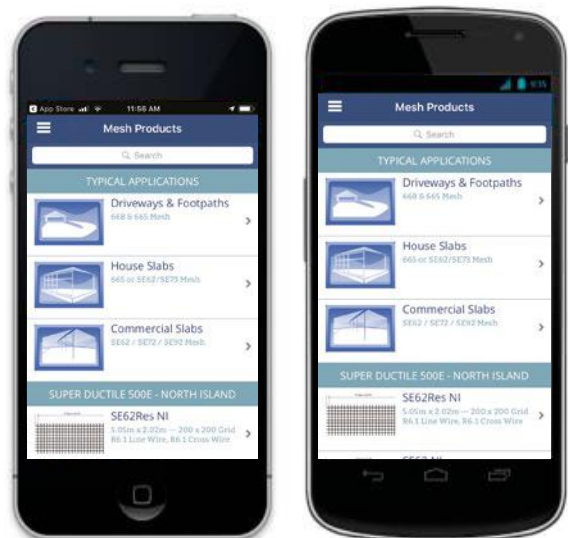 App Store
11:56 AM
Mesh Products
Search
TYPICAL APPLICATIONS
Driveways & Footpaths
668 & 665 Mesh
House Slabs
665 or SE62/SE73 Mesh
Commercial Slabs
SE62 / SE72 / SE92 Mesh
SUPER DUCTILE 500E - NORTH ISLAND
SE62Res NI
5.05m x 2.02m — 200 x 200 Grid
R6.1 Line Wire, R6.1 Cross Wire
Mesh Products
Search
TYPICAL APPLICATIONS
Driveways & Footpaths
668 & 665 Mesh
House Slabs
665 or SE62/SE73 Mesh
Commercial Slabs
SE62 / SE72 / SE92 Mesh
SUPER DUCTILE 500E - NORTH ISLAND
SE62Res NI
5.05m x 2.02m — 200 x 200 Grid
R6.1 Line Wire, R6.1 Cross Wire